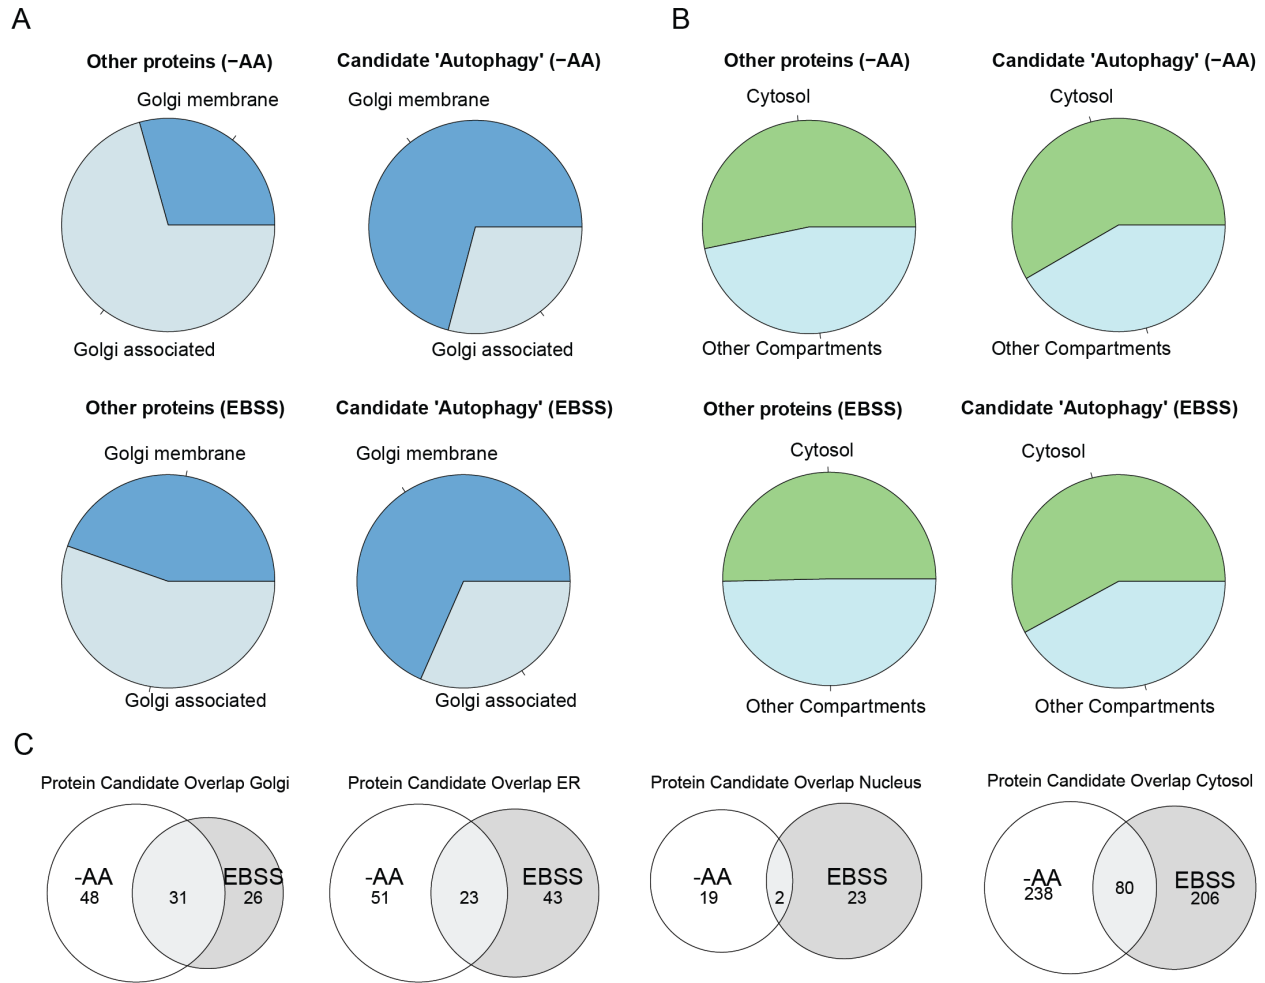 A
B
Other proteins (−AA)
Candidate 'Autophagy' (−AA)
Other proteins (−AA)
Candidate 'Autophagy' (−AA)
Golgi membrane
Golgi membrane
Cytosol
Cytosol
Golgi associated
Golgi associated
Other Compartments
Other Compartments
Other proteins (EBSS)
Candidate 'Autophagy' (EBSS)
Other proteins (EBSS)
Candidate 'Autophagy' (EBSS)
Golgi membrane
Golgi membrane
Cytosol
Cytosol
Golgi associated
Golgi associated
Other Compartments
Other Compartments
C
Protein Candidate Overlap Golgi
-AA
48
31
EBSS
26
Protein Candidate Overlap ER
-AA
51
23
EBSS
43
Protein Candidate Overlap Nucleus
-AA
19
2
EBSS
23
Protein Candidate Overlap Cytosol
-AA
238
80
EBSS
206